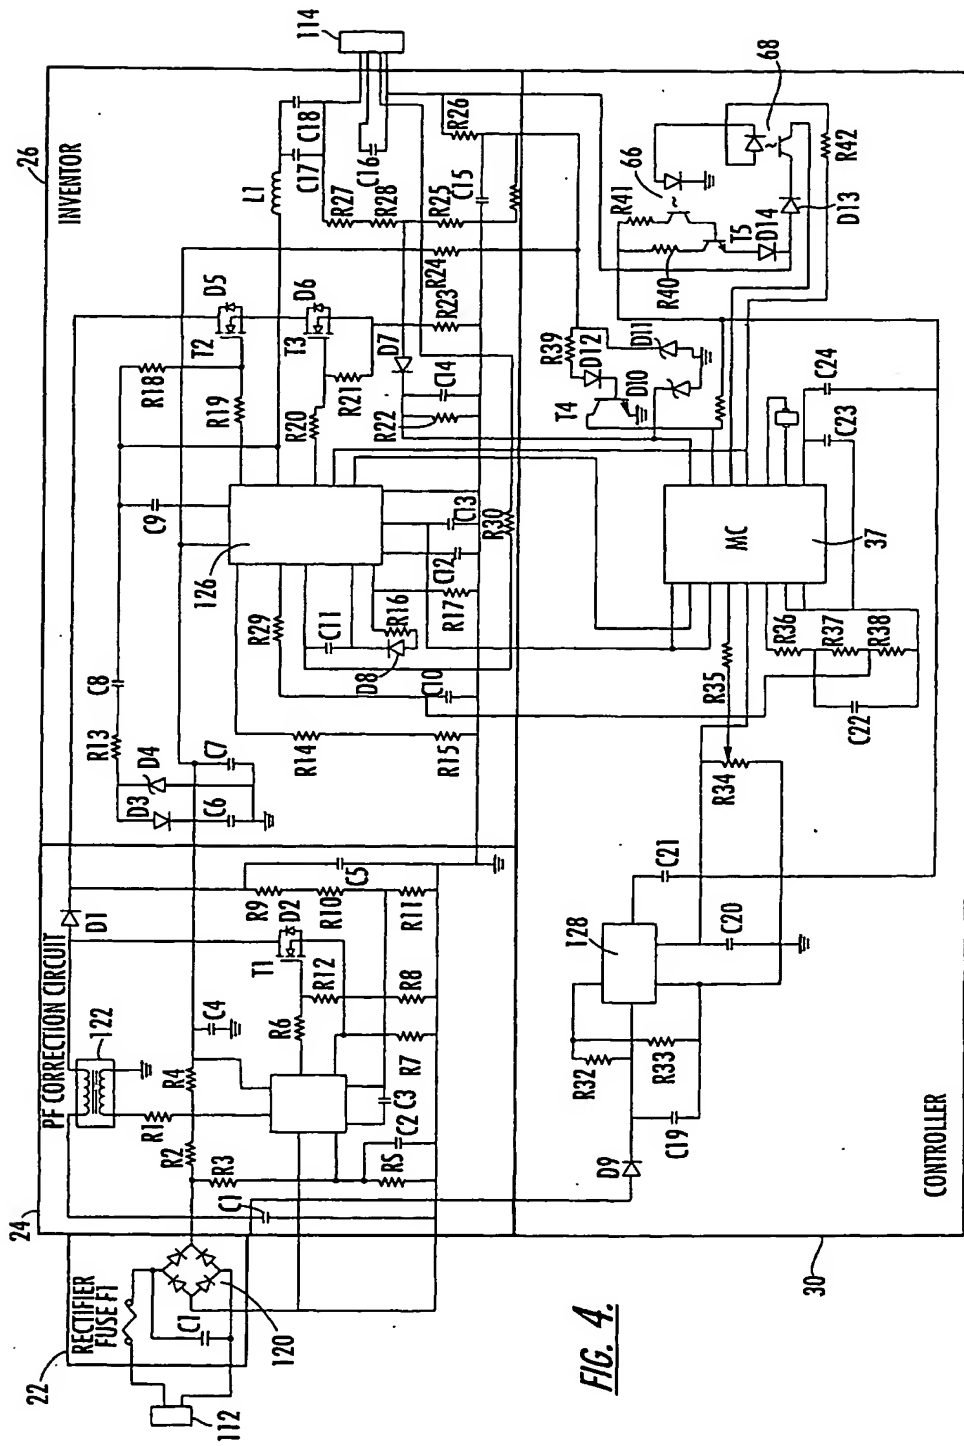 22
RECTIFIER
FUSE F1
C1
120
112
24
PF CORRECTION CIRCUIT
122
D1
R1
R2
R4
C4
R3
C1
R5
C2
C3
R6
T1
D2
R12
R7
R8
R9
R10
R11
C5
26
INVENTOR
D3
D4
R13
C8
C6
C7
C9
R18
R19
T2
D5
L1
C17
C18
114
126
R20
T3
D6
R21
R27
R28
C16
R29
R14
R15
C10
C11
D8
R16
R17
C12
C13
R30
R22
C14
D7
R23
R24
R25
C15
R26
30
CONTROLLER
D9
C19
R32
R33
128
C21
C20
R34
R35
R36
R37
R38
C22
MC
37
C23
C24
T4
D10
D11
D12
R39
R40
R41
66
T5
D14
D13
68
R42
FIG. 4.